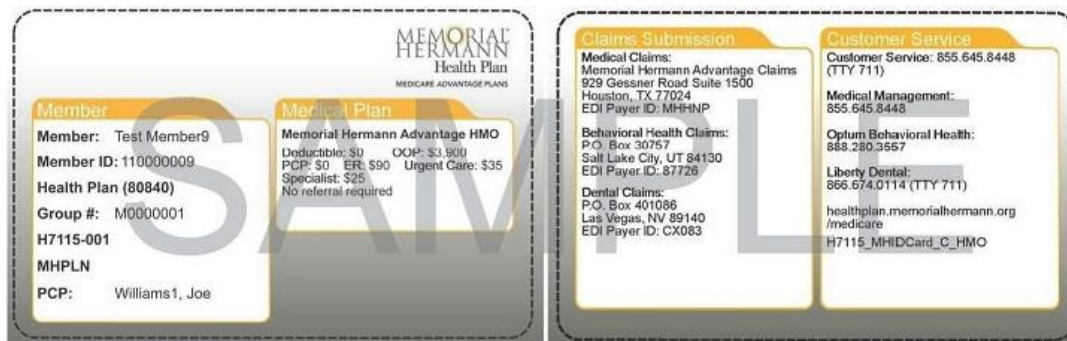 MEMORIAL
HERMANN
Health Plan
MEDICARE ADVANTAGE PLANS
Member
Member: Test Member9
Member ID: 110000009
Health Plan (80840)
Group #: M0000001
H7115-001
MHPLN
PCP: Williams1, Joe
Medical Plan
Memorial Hermann Advantage HMO
Deductible: $0 OOP: $3,900
PCP: $0 ER: $90 Urgent Care: $35
Specialist: $25
No referral required
Claims Submission
Medical Claims:
Memorial Hermann Advantage Claims
929 Gessner Road Suite 1500
Houston, TX 77024
EDI Payer ID: MHHNP
Behavioral Health Claims:
P.O. Box 30757
Salt Lake City, UT 84130
EDI Payer ID: 87726
Dental Claims:
P.O. Box 401086
Las Vegas, NV 89140
EDI Payer ID: CX083
Customer Service
Customer Service: 855.645.8448
(TTY 711)
Medical Management:
855.645.8448
Optum Behavioral Health:
888.280.3557
Liberty Dental:
866.674.0114 (TTY 711)
healthplan.memorialhermann.org
/medicare
H7115_MHIDCard_C_HMO
SAMPLE